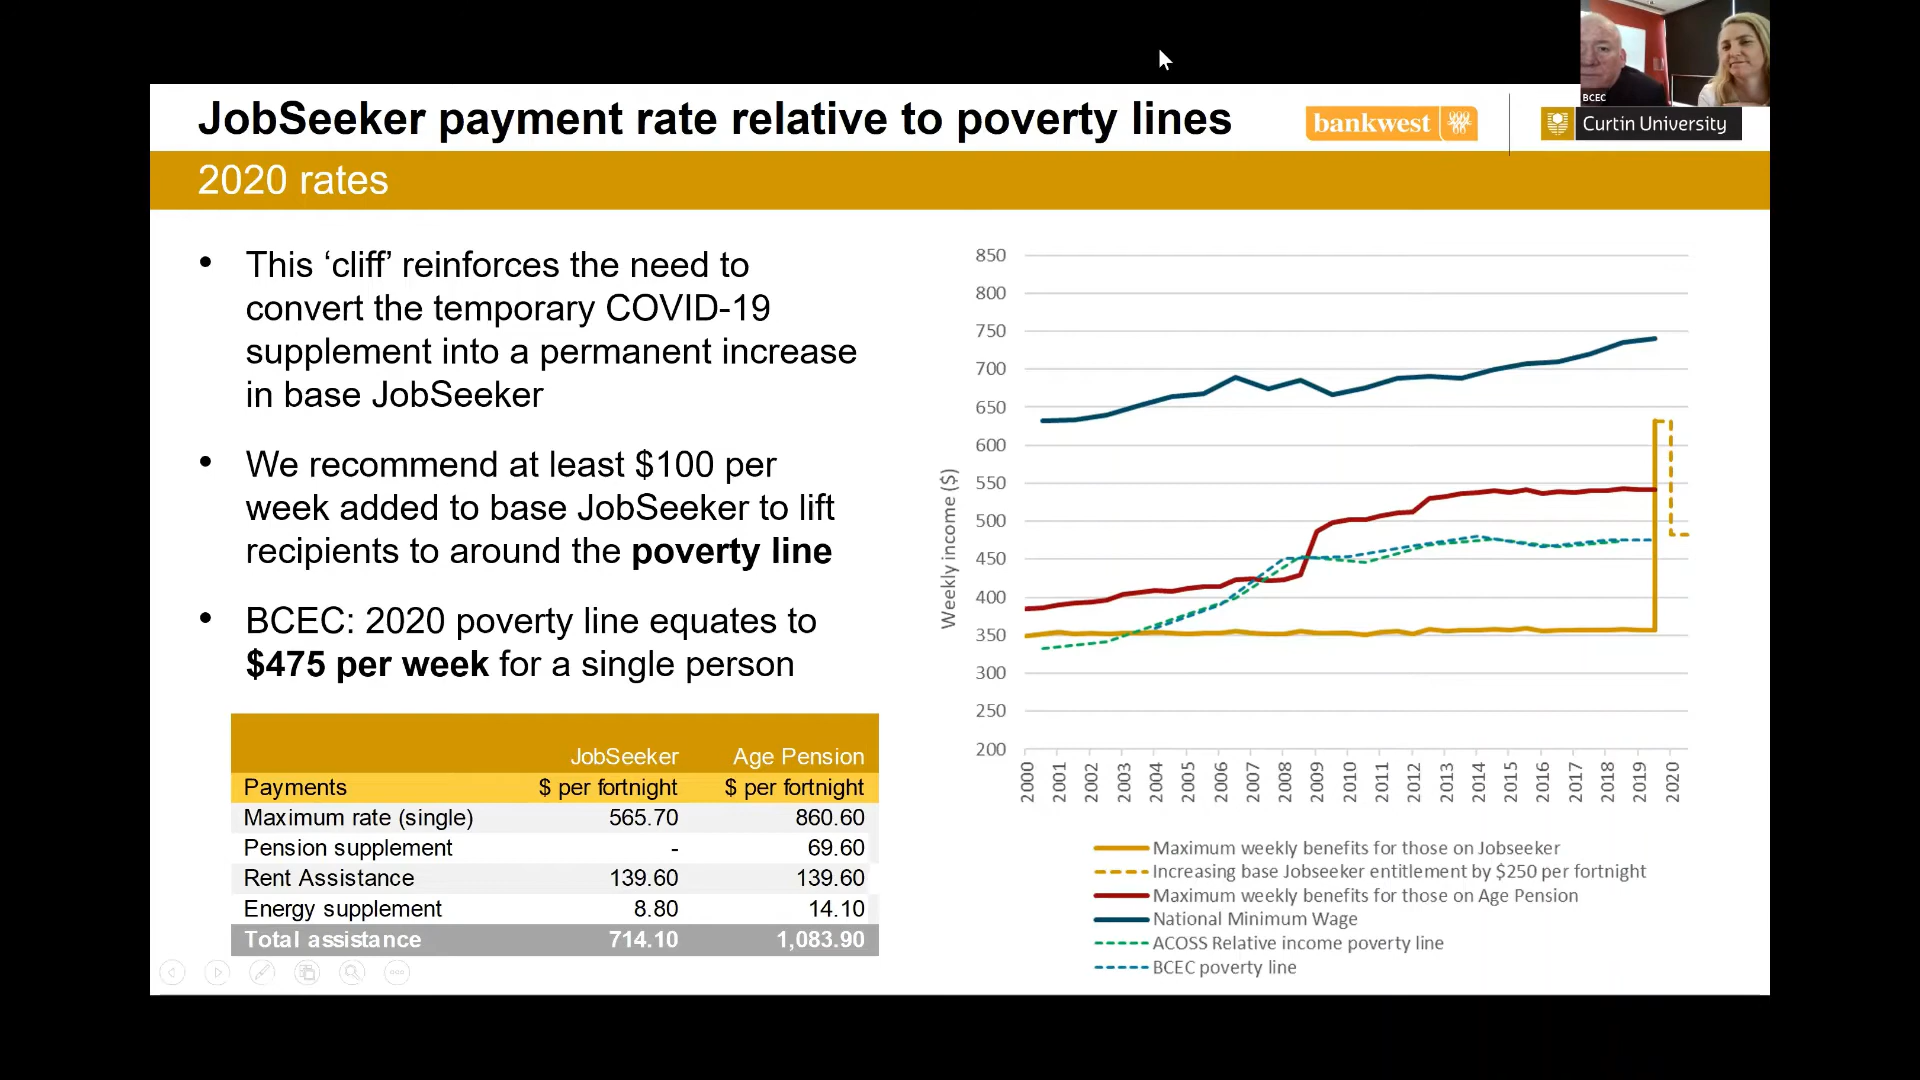 BCEC
JobSeeker payment rate relative to poverty lines
bankwest
Curtin University
2020 rates
• This ‘cliff’ reinforces the need to
convert the temporary COVID-19
supplement into a permanent increase
in base JobSeeker
• We recommend at least $100 per
week added to base JobSeeker to lift
recipients to around the poverty line
• BCEC: 2020 poverty line equates to
$475 per week for a single person
JobSeeker Age Pension
Payments $ per fortnight $ per fortnight
Maximum rate (single) 565.70 860.60
Pension supplement - 69.60
Rent Assistance 139.60 139.60
Energy supplement 8.80 14.10
Total assistance 714.10 1,083.90
Weekly income ($)
850
800
750
700
650
600
550
500
450
400
350
300
250
200
2000 2001 2002 2003 2004 2005 2006 2007 2008 2009 2010 2011 2012 2013 2014 2015 2016 2017 2018 2019 2020
Maximum weekly benefits for those on Jobseeker
Increasing base Jobseeker entitlement by $250 per fortnight
Maximum weekly benefits for those on Age Pension
National Minimum Wage
ACOSS Relative income poverty line
BCEC poverty line